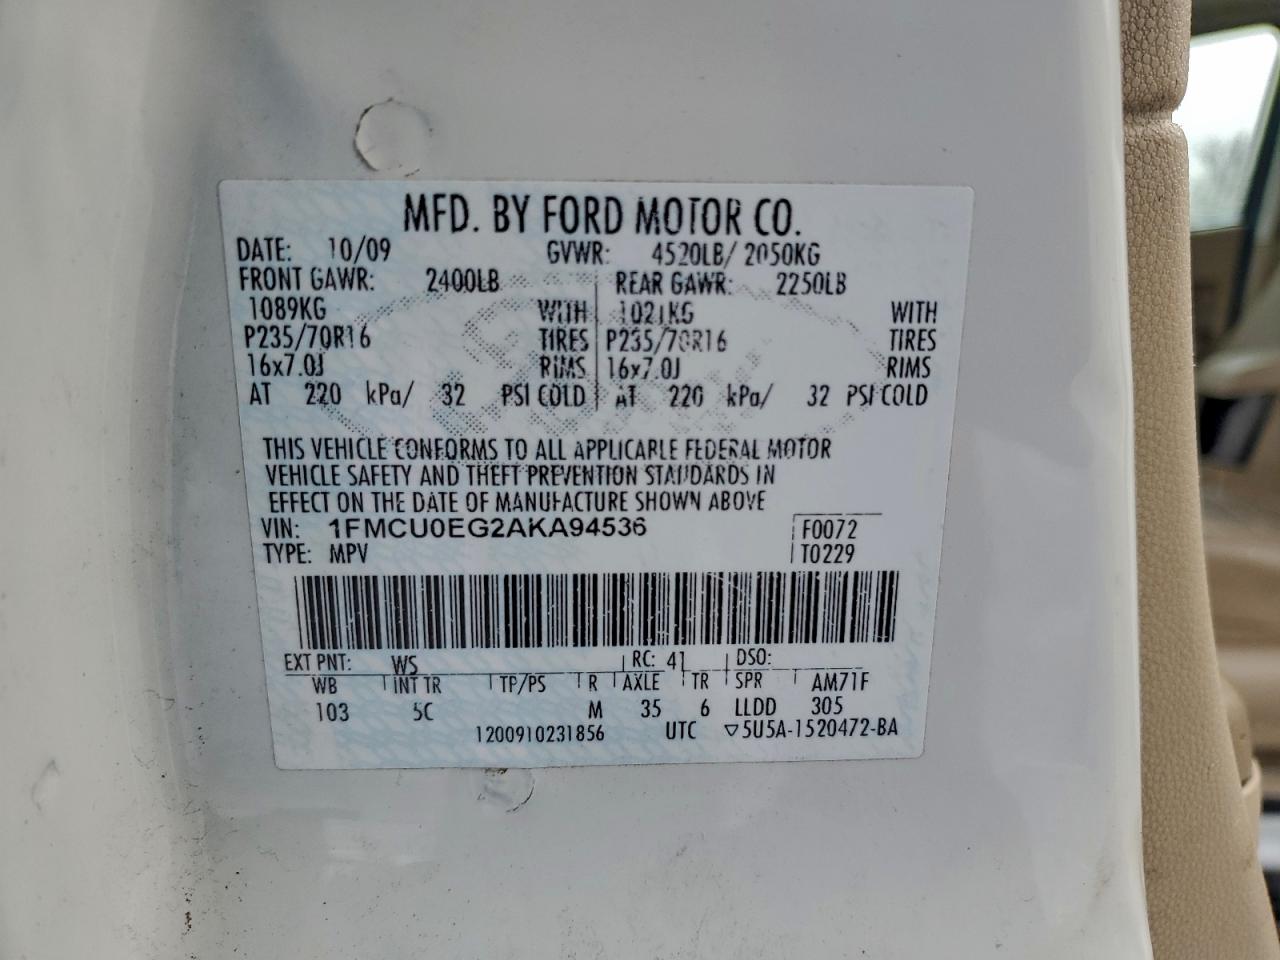 MFD. BY FORD MOTOR CO.
DATE: 10/09 GVWR: 4520LB/ 2050KG
FRONT GAWR: 2400LB REAR GAWR: 2250LB
1089KG WITH 1021KG WITH
P235/70R16 TIRES P235/70R16 TIRES
16x7.0J RIMS 16x7.0J RIMS
AT 220 kPa/ 32 PSI COLD AT 220 kPa/ 32 PSI COLD
THIS VEHICLE CONFORMS TO ALL APPLICABLE FEDERAL MOTOR
VEHICLE SAFETY AND THEFT PREVENTION STANDARDS IN
EFFECT ON THE DATE OF MANUFACTURE SHOWN ABOVE
VIN: 1FMCU0EG2AKA94536 F0072
TYPE: MPV T0229
EXT PNT: WS RC: 41 DSO:
WB INT TR TP/PS R AXLE TR SPR AM71F
103 5C M 35 6 LLDD 305
1200910231856 UTC ▽5U5A-1520472-BA